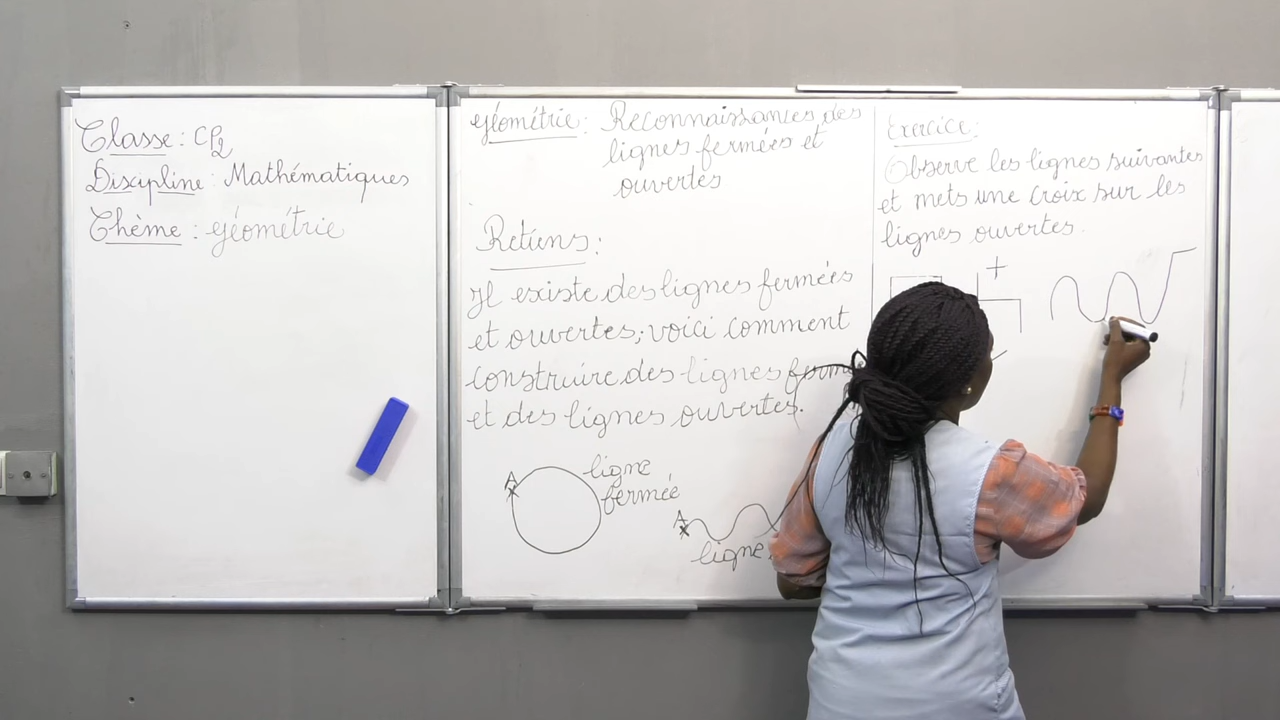 Classe : CP2
Discipline : Mathématiques
Thème : géométrie
géométrie : Reconnaissances des
lignes fermées et
ouvertes
Retiens :
Il existe des lignes fermées
et ouvertes; voici comment
construire des lignes
et des lignes ouvertes.
A
ligne
fermée
A
ligne
Exercice :
Observe les lignes suivantes
et mets une croix sur les
lignes ouvertes.